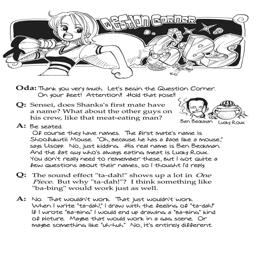 QUESTION CORNER
Oda: Thank you very much. Let's begin the Question Corner.
On your feet! Attention! Hold that pose!!
Q: Sensei, does Shanks's first mate have
a name? What about the other guys on
his crew, like that meat-eating man?
Ben Beckman
Lucky Roux
A: Be seated.
Of course they have names. The first mate's name is
Shoofukutil Mouse. "Oh, because he has a face like a mouse,"
says Usopp. No, just kidding. His real name is Ben Beckman.
And the fat guy who's always eating meat is Lucky Roux.
You don't really need to remember these, but I got quite a
few questions about their names, so I thought I'd reply.
Q: The sound effect "ta-dah!" shows up a lot in One
Piece. But why "ta-dah!"? I think something like
"ba-bing" would work just as well.
A: No. That wouldn't work. That just wouldn't work.
When I write "ta-dah!," I draw with the feeling of "ta-dah!"
If I wrote "ba-bing," I would end up drawing a "ba-bing" kind
of picture. Maybe that would work in a spa scene. Or
maybe something like "uh-huh." No, it's entirely different.